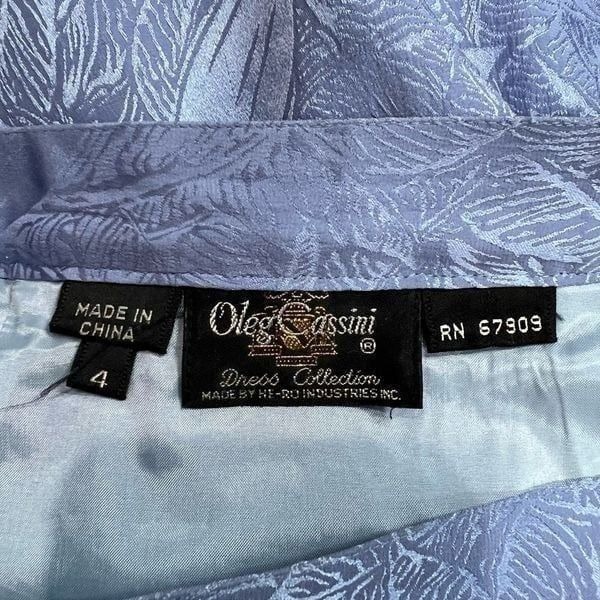 MADE IN
CHINA
4
Oleg Cassini
®
Dress Collection
MADE BY HE-RO INDUSTRIES INC.
RN 67909